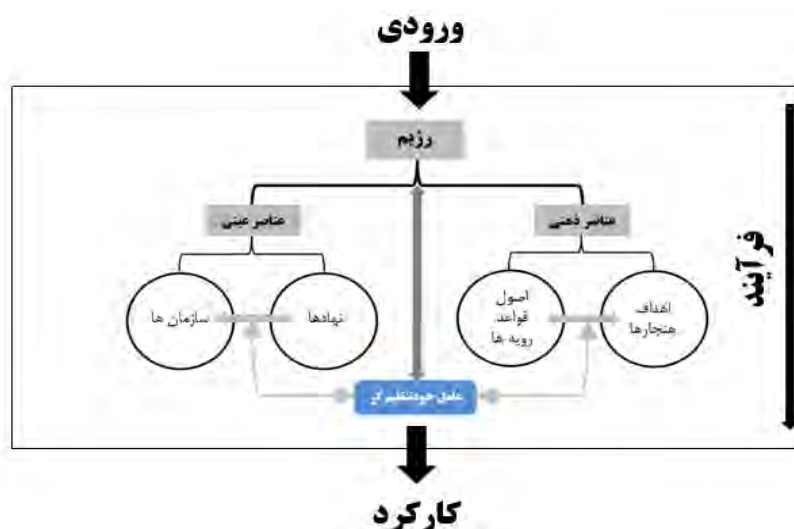 ورودی
رژیم
عناصر ذهنی
عناصر عینی
اهداف
هنجارها
اصول
قواعد
رویه ها
نهادها
سازمان ها
عامل خودتنظیم گر
فرآیند
کارکرد